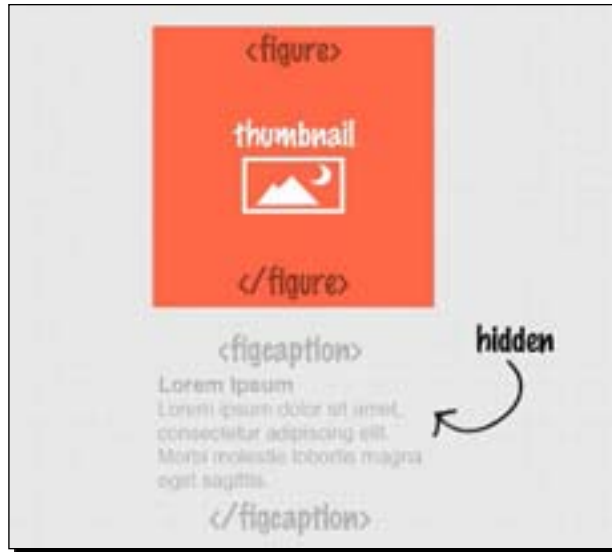 <figure>
thumbnail
</figure>
<figcaption>
hidden
Lorem Ipsum
Lorem ipsum dolor sit amet,
consectetur adipiscing elit.
Morbi molestie lobortis magna
eget sagittis.
</figcaption>